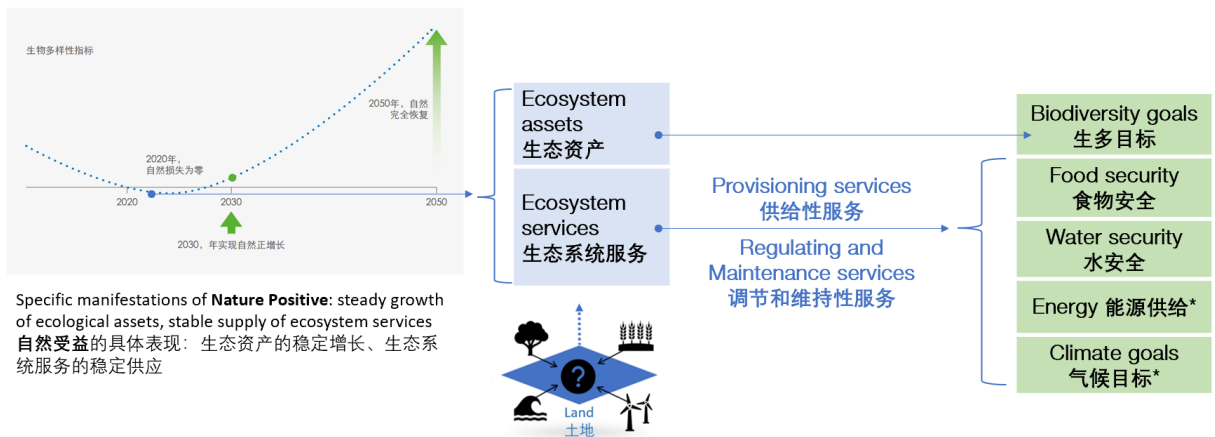 生物多样性指标
2050年，自然
完全恢复
2020年，
自然损失为零
2020
2030
2050
2030，年实现自然正增长
Specific manifestations of Nature Positive: steady growth
of ecological assets, stable supply of ecosystem services
自然受益的具体表现：生态资产的稳定增长、生态系
统服务的稳定供应
Ecosystem
assets
生态资产
Ecosystem
services
生态系统服务
?
Land
土地
Provisioning services
供给性服务
Regulating and
Maintenance services
调节和维持性服务
Biodiversity goals
生多目标
Food security
食物安全
Water security
水安全
Energy 能源供给*
Climate goals
气候目标*